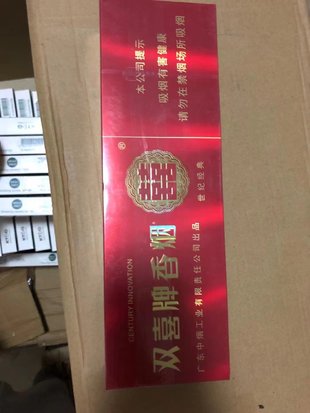 本公司提示
吸烟有害健康
请勿在禁烟场所吸烟
®
囍
世纪经典
CENTURY INNOVATION
双喜牌香烟
广东中烟工业有限责任公司出品